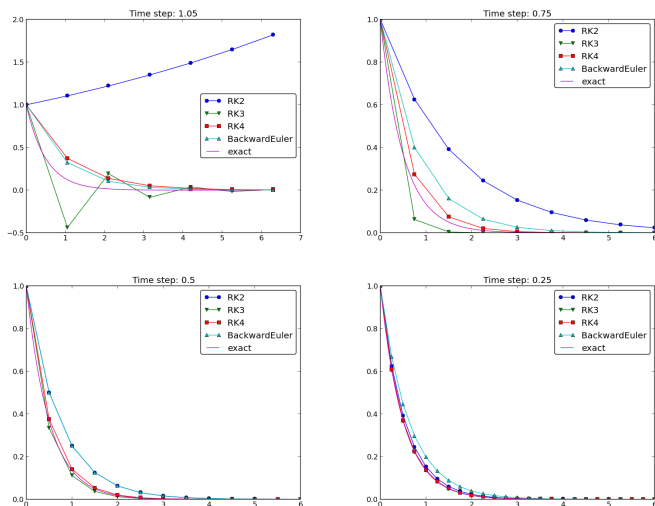 Time step: 1.05
2.0
1.5
1.0
0.5
0.0
−0.5
0
1
2
3
4
5
6
7
RK2
RK3
RK4
BackwardEuler
exact
Time step: 0.75
1.0
0.8
0.6
0.4
0.2
0.0
0
1
2
3
4
5
6
RK2
RK3
RK4
BackwardEuler
exact
Time step: 0.5
1.0
0.8
0.6
0.4
0.2
0.0
0
1
2
3
4
5
6
RK2
RK3
RK4
BackwardEuler
exact
Time step: 0.25
1.0
0.8
0.6
0.4
0.2
0.0
0
1
2
3
4
5
6
RK2
RK3
RK4
BackwardEuler
exact